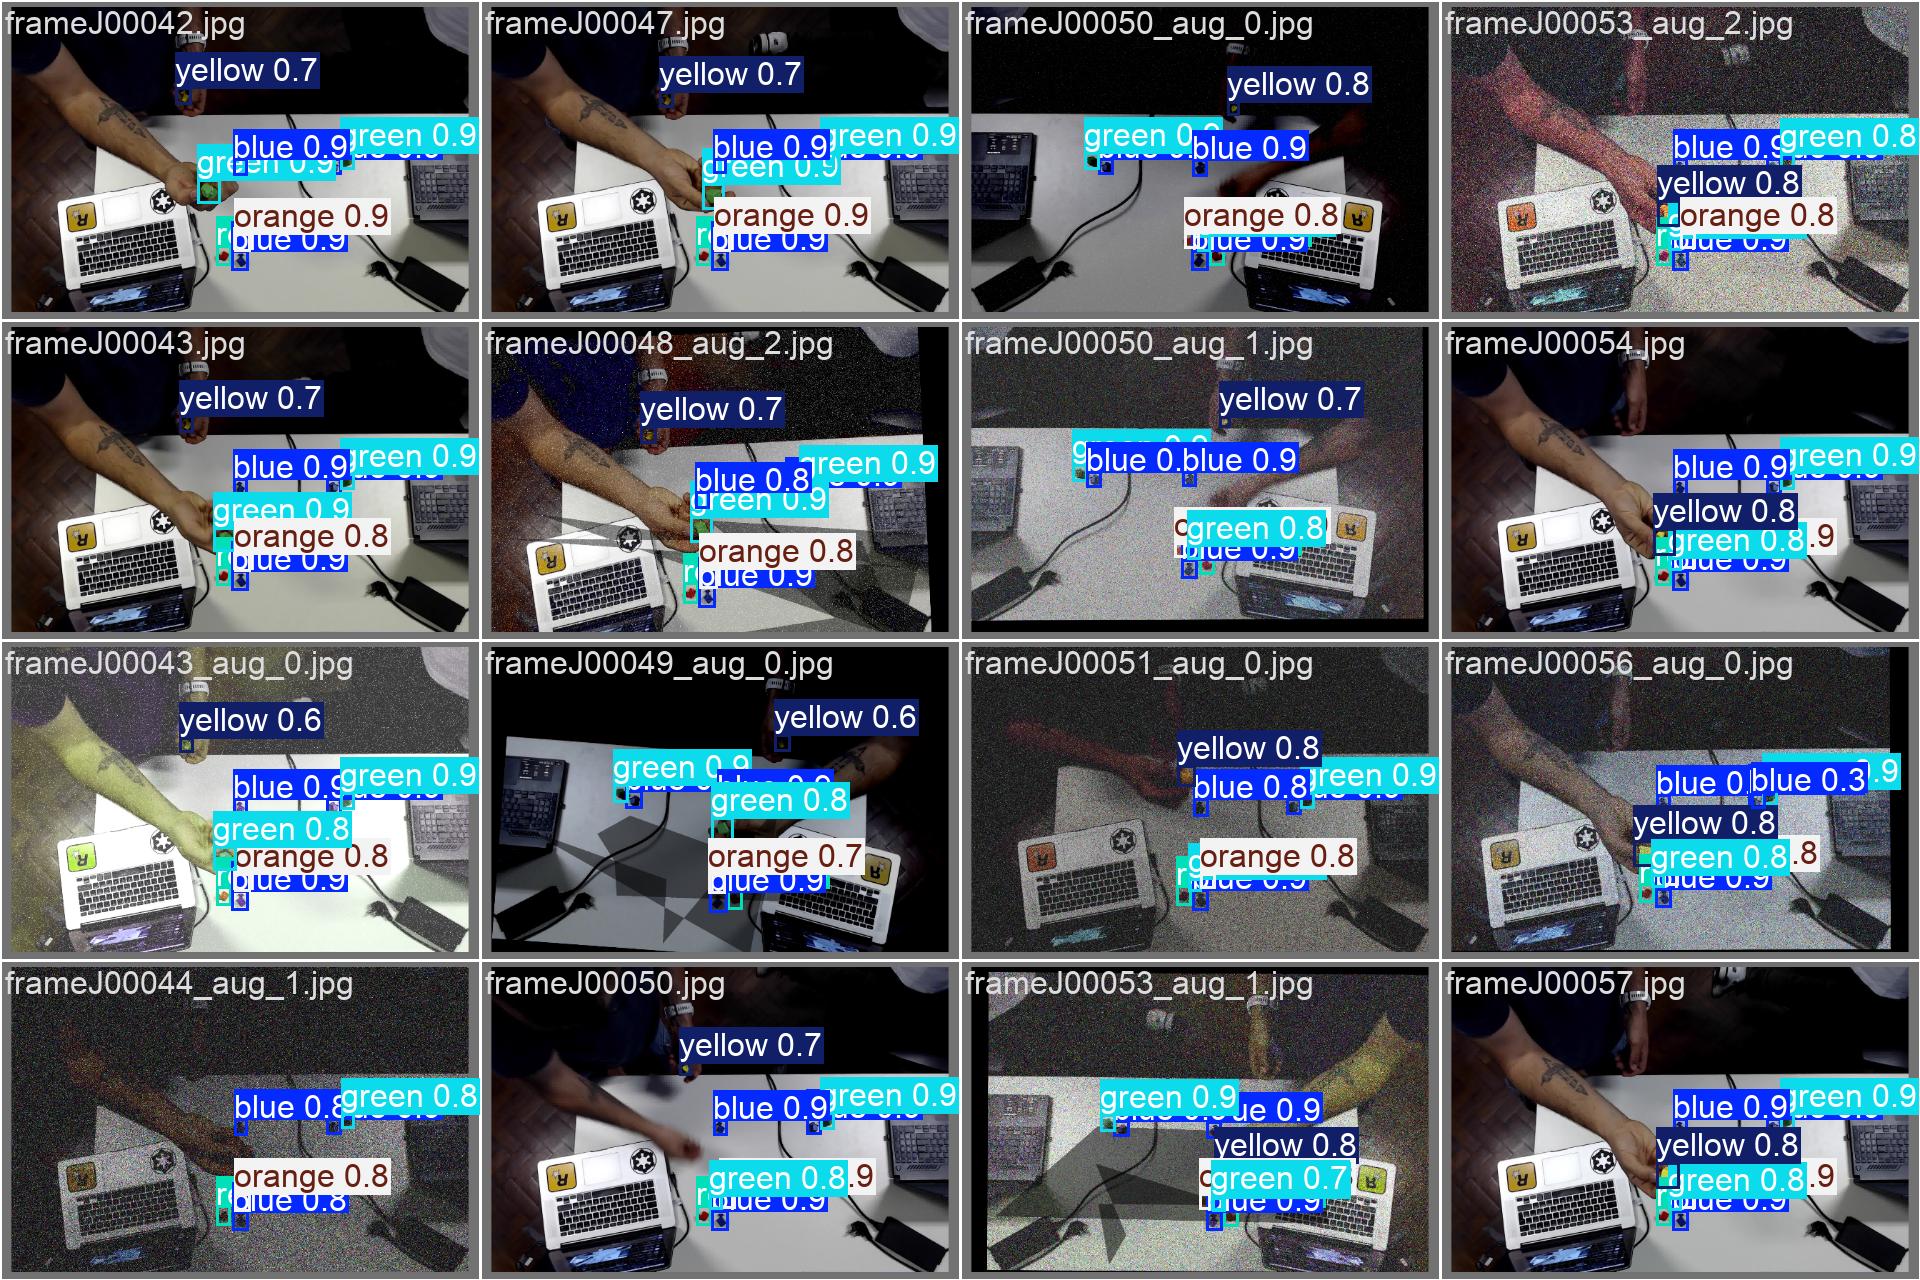 frameJ00042.jpg
yellow 0.7
green 0.9
blue 0.9
green 0.9
orange 0.9
blue 0.9
frameJ00047.jpg
yellow 0.7
green 0.9
blue 0.9
green 0.9
orange 0.9
blue 0.9
frameJ00050_aug_0.jpg
yellow 0.8
green 0.9
blue 0.9
orange 0.8
blue 0.9
frameJ00053_aug_2.jpg
green 0.8
blue 0.9
yellow 0.8
orange 0.8
blue 0.9
frameJ00043.jpg
yellow 0.7
green 0.9
blue 0.9
green 0.9
orange 0.8
blue 0.9
frameJ00048_aug_2.jpg
yellow 0.7
green 0.9
blue 0.8
green 0.9
orange 0.8
blue 0.9
frameJ00050_aug_1.jpg
yellow 0.7
green 0.9
blue 0.
blue 0.9
green 0.8
blue 0.9
frameJ00054.jpg
green 0.9
blue 0.9
yellow 0.8
green 0.8
.9
blue 0.9
frameJ00043_aug_0.jpg
yellow 0.6
green 0.9
blue 0.9
green 0.8
orange 0.8
blue 0.9
frameJ00049_aug_0.jpg
yellow 0.6
green 0.9
green 0.8
orange 0.7
blue 0.9
frameJ00051_aug_0.jpg
yellow 0.8
green 0.9
blue 0.8
orange 0.8
blue 0.9
frameJ00056_aug_0.jpg
0.9
blue 0.
blue 0.3
yellow 0.8
green 0.8
.8
blue 0.9
frameJ00044_aug_1.jpg
green 0.8
blue 0.8
orange 0.8
blue 0.8
frameJ00050.jpg
yellow 0.7
green 0.9
blue 0.9
green 0.8
.9
blue 0.9
frameJ00053_aug_1.jpg
green 0.9
blue 0.9
yellow 0.8
green 0.7
blue 0.9
frameJ00057.jpg
green 0.9
blue 0.9
yellow 0.8
green 0.8
.9
blue 0.9